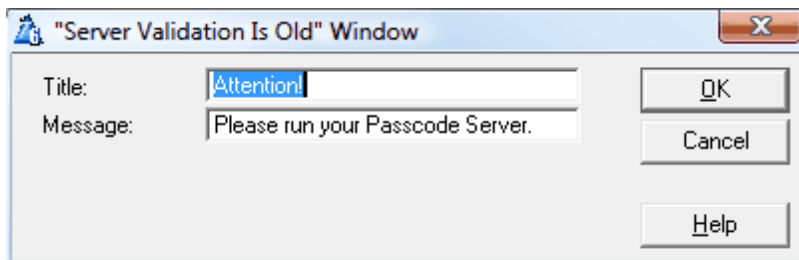 "Server Validation Is Old" Window
Title: Attention! OK
Message: Please run your Passcode Server.
Cancel
Help